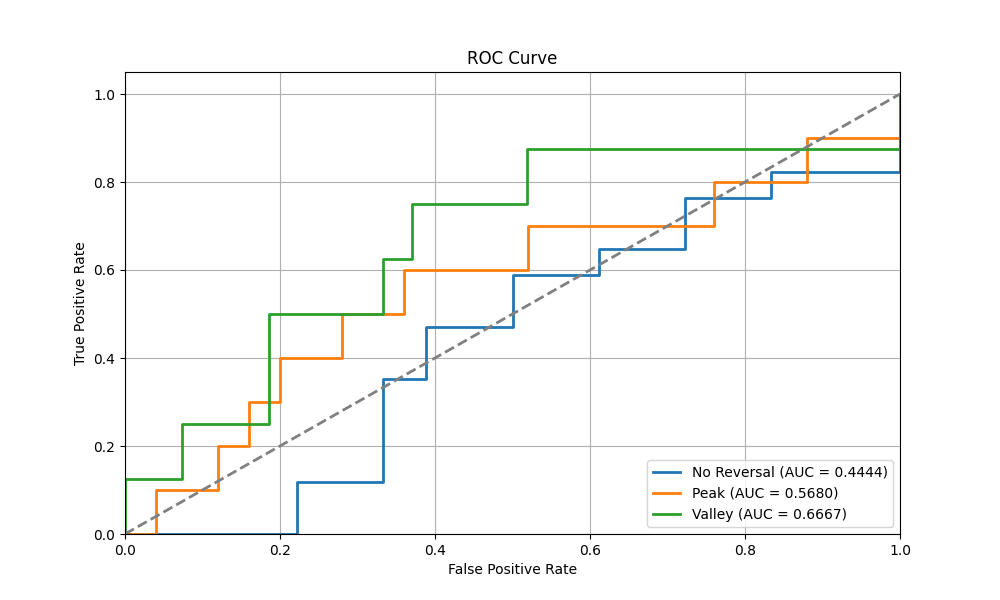 ROC Curve
True Positive Rate
1.0
0.8
0.6
0.4
0.2
0.0
0.0 0.2 0.4 0.6 0.8 1.0
False Positive Rate
No Reversal (AUC = 0.4444)
Peak (AUC = 0.5680)
Valley (AUC = 0.6667)